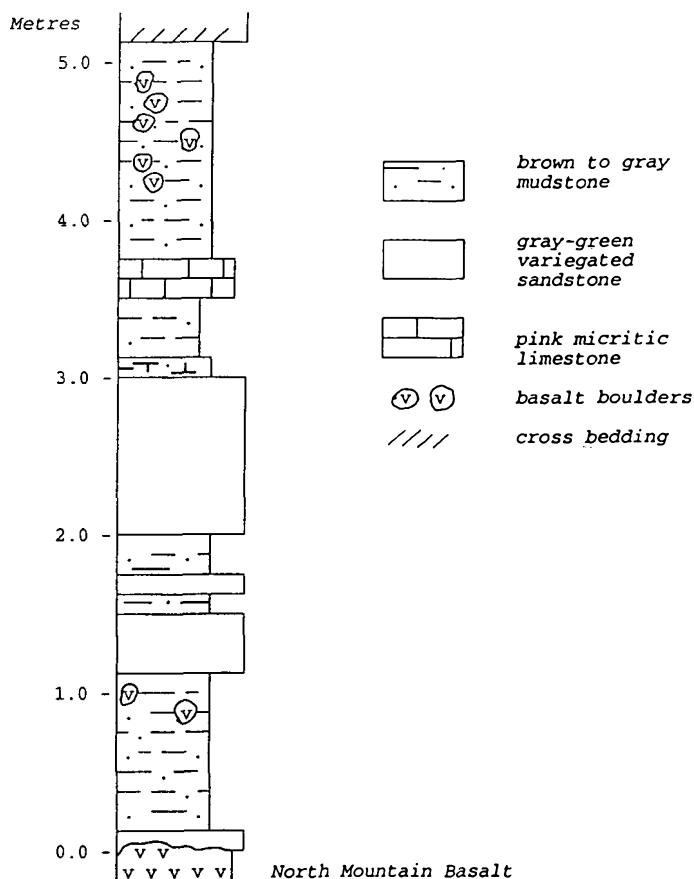 Metres
5.0 -
4.0 -
3.0 -
2.0 -
1.0 -
0.0 -
brown to gray
mudstone
gray-green
variegated
sandstone
pink micritic
limestone
basalt boulders
cross bedding
North Mountain Basalt